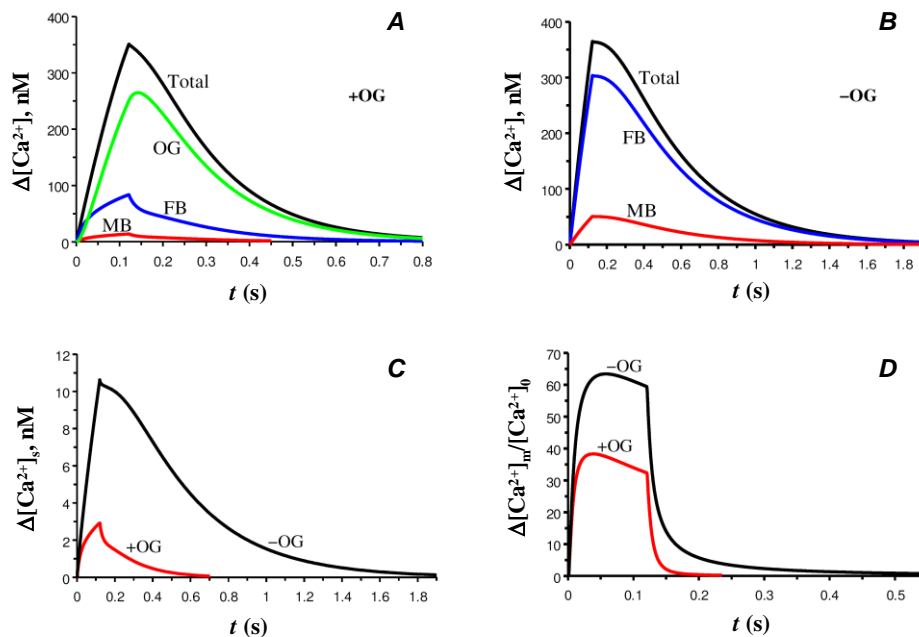 A
400
300
200
300
100
0
Δ[Ca²⁺], nM
Total
+OG
OG
FB
MB
0 0.1 0.2 0.3 0.4 0.5 0.7 0.8
t (s)
B
400
300
200
300
100
0
Δ[Ca²⁺], nM
Total
−OG
FB
MB
0 0.2 0.4 0.6 0.8 1 1.2 1.4 1.6 1.8
t (s)
C
12
10
8
6
4
2
0
Δ[Ca²⁺]s, nM
+OG
−OG
0 0.2 0.4 0.6 0.8 1 1.2 1.4 1.6 1.8
t (s)
D
70
60
50
40
30
20
10
0
Δ[Ca²⁺]m/[Ca²⁺]0
−OG
+OG
0 0.1 0.2 0.3 0.4 0.5
t (s)